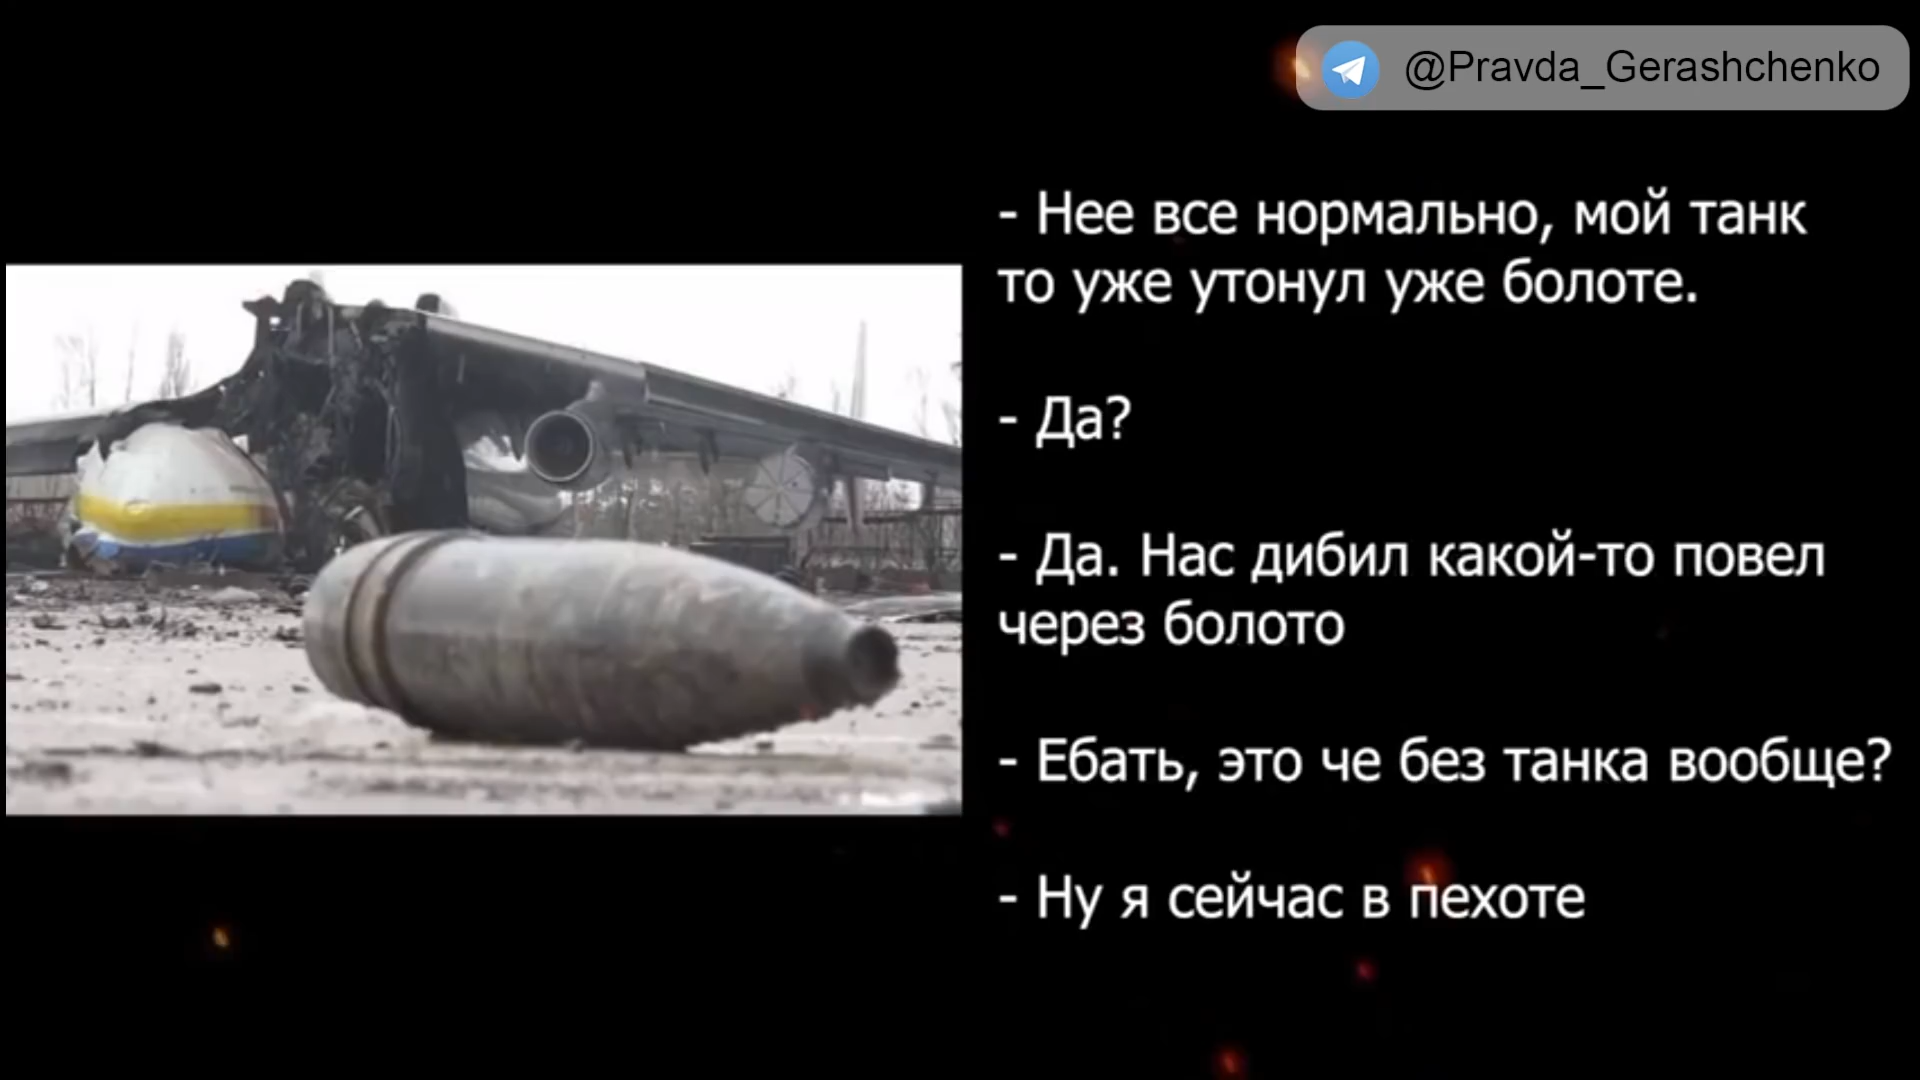 @Pravda_Gerashchenko
- Нее все нормально, мой танк
то уже утонул уже болоте.
- Да?
- Да. Нас дибил какой-то повел
через болото
- Ебать, это че без танка вообще?
- Ну я сейчас в пехоте